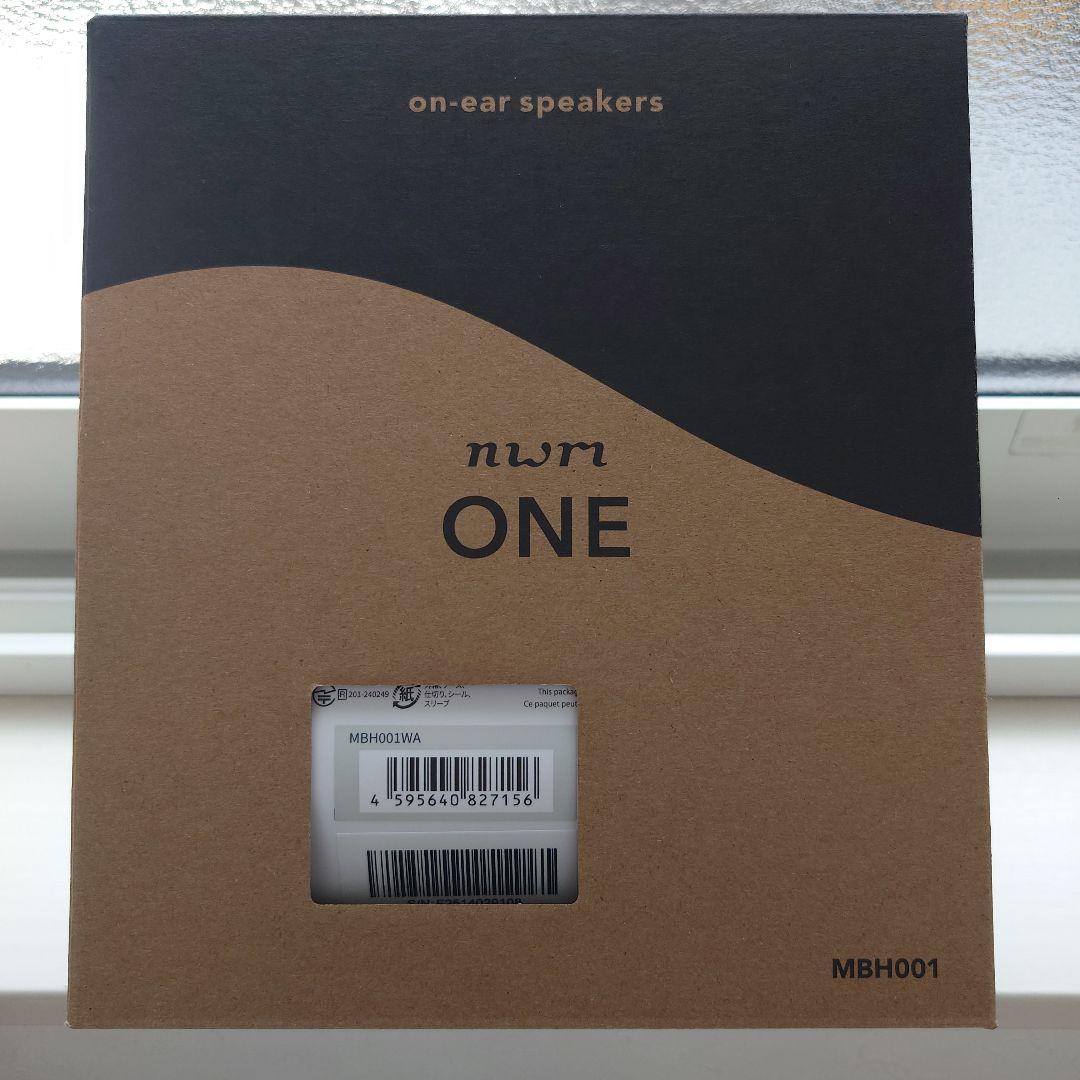 on-ear speakers
nwm
ONE
R 201-240249
紙
仕切り、シール、
スリーブ
This packa
Ce paquet peut
MBH001WA
4 595640 827156
MBH001